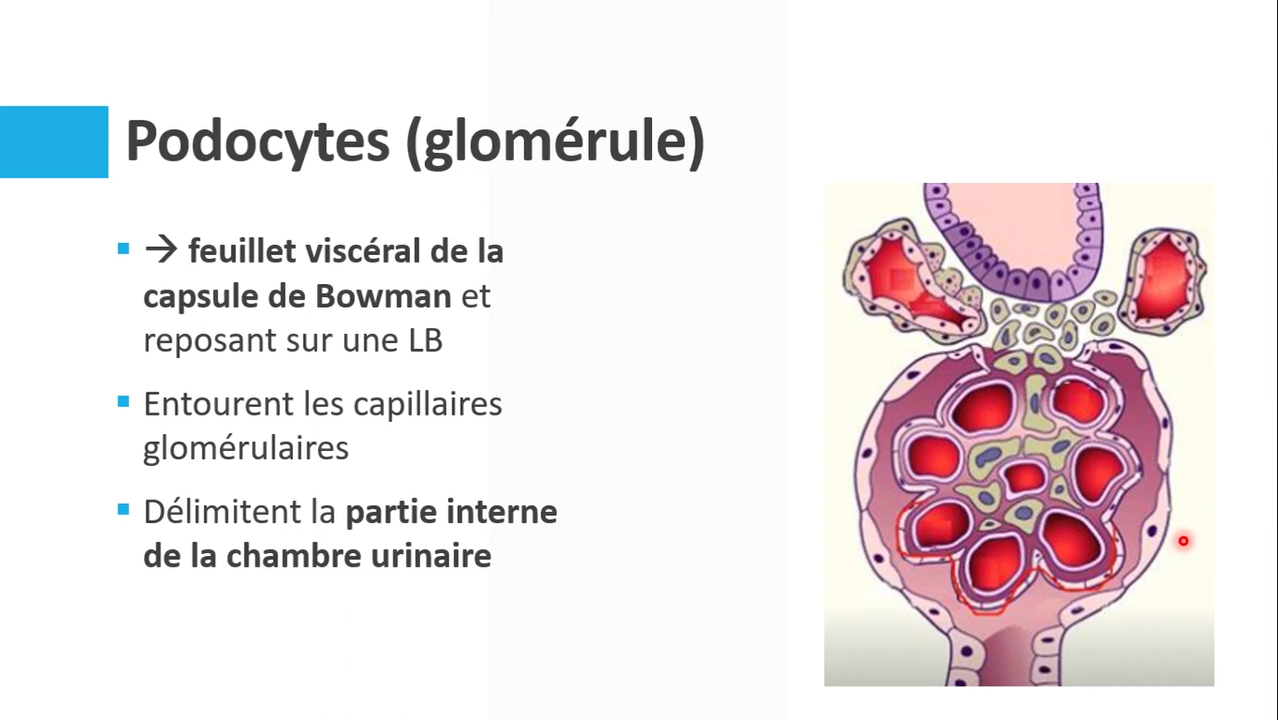 Podocytes (glomérule)
→ feuillet viscéral de la
capsule de Bowman et
reposant sur une LB
Entourent les capillaires
glomérulaires
Délimitent la partie interne
de la chambre urinaire